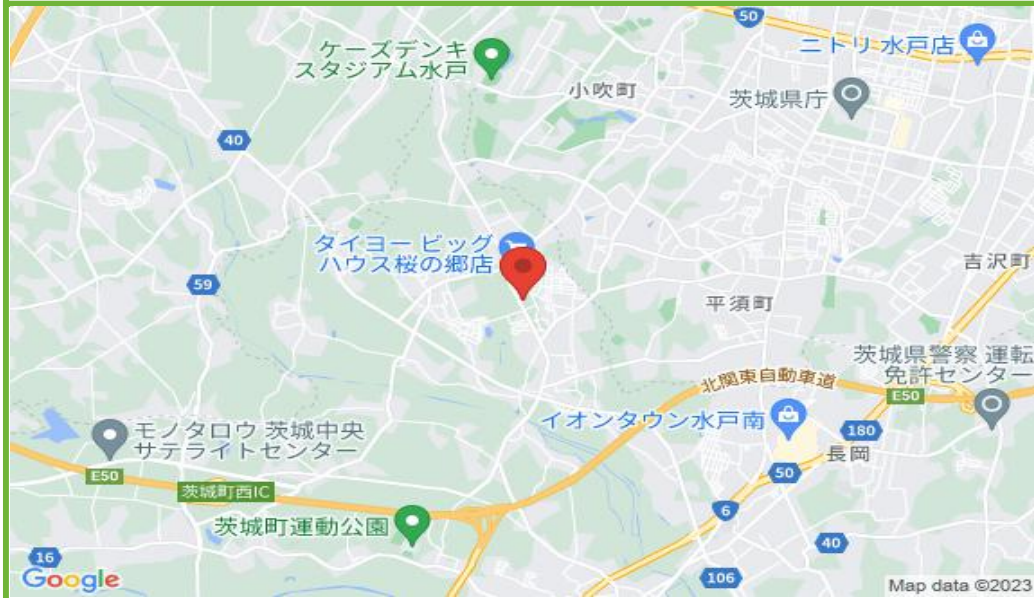 50
ケーズデンキ
スタジアム水戸
ニトリ 水戸店
小吹町
茨城県庁
40
タイヨー ビッグ
ハウス桜の郷店
吉沢町
59
平須町
茨城県警察 運転
免許センター
北関東自動車道
E50
イオンタウン水戸南
180
モノタロウ 茨城中央
サテライトセンター
長岡
E50
50
茨城町西IC
6
茨城町運動公園
40
16
106
Google
Map data ©2023